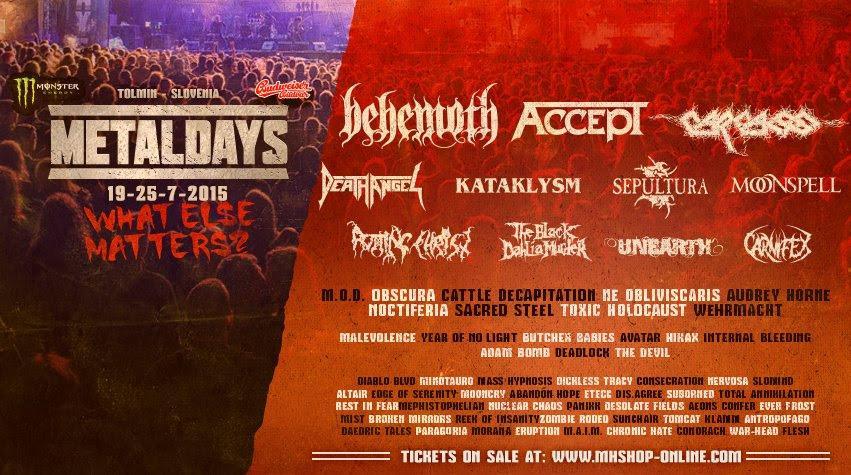 MONSTER ENERGY
TOLMIN - SLOVENIA
Budweiser
Budvar
METALDAYS
19-25-7-2015
WHAT ELSE
MATTERS?
behemoth ACCEPT CARCASS
DEATH ANGEL KATAKLYSM SEPULTURA MOONSPELL
ROTTING CHRIST The Black Dahlia Murder UNEARTH CARNIFEX
M.O.D. OBSCURA CATTLE DECAPITATION NE OBLIVISCARIS AUDREY HORNE
NOCTIFERIA SACRED STEEL TOXIC HOLOCAUST WEHRMACHT
MALEVOLENCE YEAR OF NO LIGHT BUTCHER BABIES AVATAR HIRAX INTERNAL BLEEDING
ADAM BOMB DEADLOCK THE DEVIL
DIABLO BLVD MINOTAURO MASS HYPNOSIS DICKLESS TRACY CONSECRATION NERVOSA SLOMIND
ALTAIR EDGE OF SERENITY MOONCRY ABANDÓN HOPE ETECC DIS.AGREE SUBORNED TOTAL ANNIHILATION
REST IN FEAR MEPHISTOPHELIAN NUCLEAR CHAOS PANIKK DESOLATE FIELDS AEONS CONFER EVER FROST
MIST BROKEN MIRRORS REEK OF INSANITY ZOMBIE RODEO SUNCHAIR TOMCAT KLAMM ANTROPOFAGO
DAEDRIC TALES PARAGORIA MORANA ERUPTION M.A.I.M. CHRONIC HATE CONORACH WAR-HEAD FLESH
TICKETS ON SALE AT: WWW.MHSHOP-ONLINE.COM